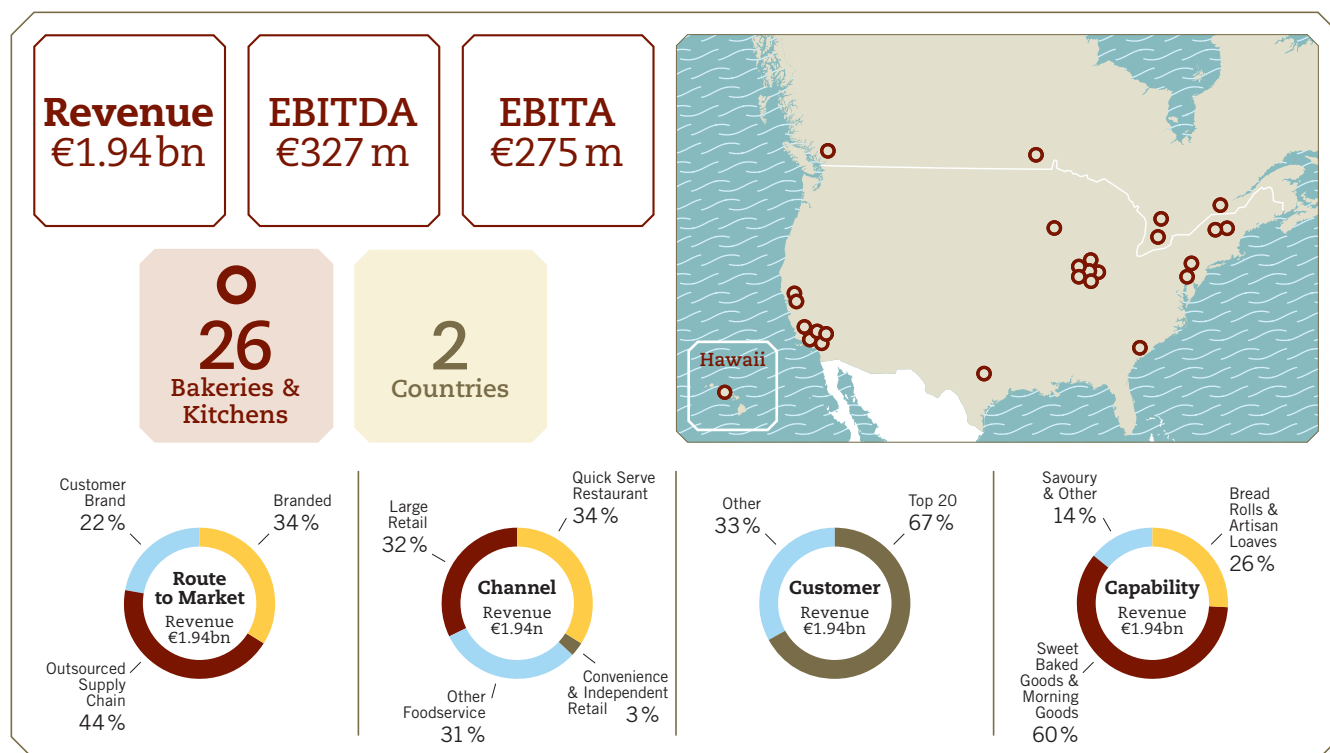 Revenue
€1.94 bn
EBITDA
€327 m
EBITA
€275 m
26
Bakeries &
Kitchens
2
Countries
Hawaii
Customer
Brand
22 %
Branded
34 %
Route
to Market
Revenue
€1.94bn
Outsourced
Supply
Chain
44 %
Large
Retail
32 %
Quick Serve
Restaurant
34 %
Channel
Revenue
€1.94n
Other
Foodservice
31 %
Convenience
& Independent
Retail 3 %
Other
33 %
Top 20
67 %
Customer
Revenue
€1.94bn
Savoury
& Other
14 %
Bread
Rolls &
Artisan
Loaves
26 %
Capability
Revenue
€1.94bn
Sweet
Baked
Goods &
Morning
Goods
60 %